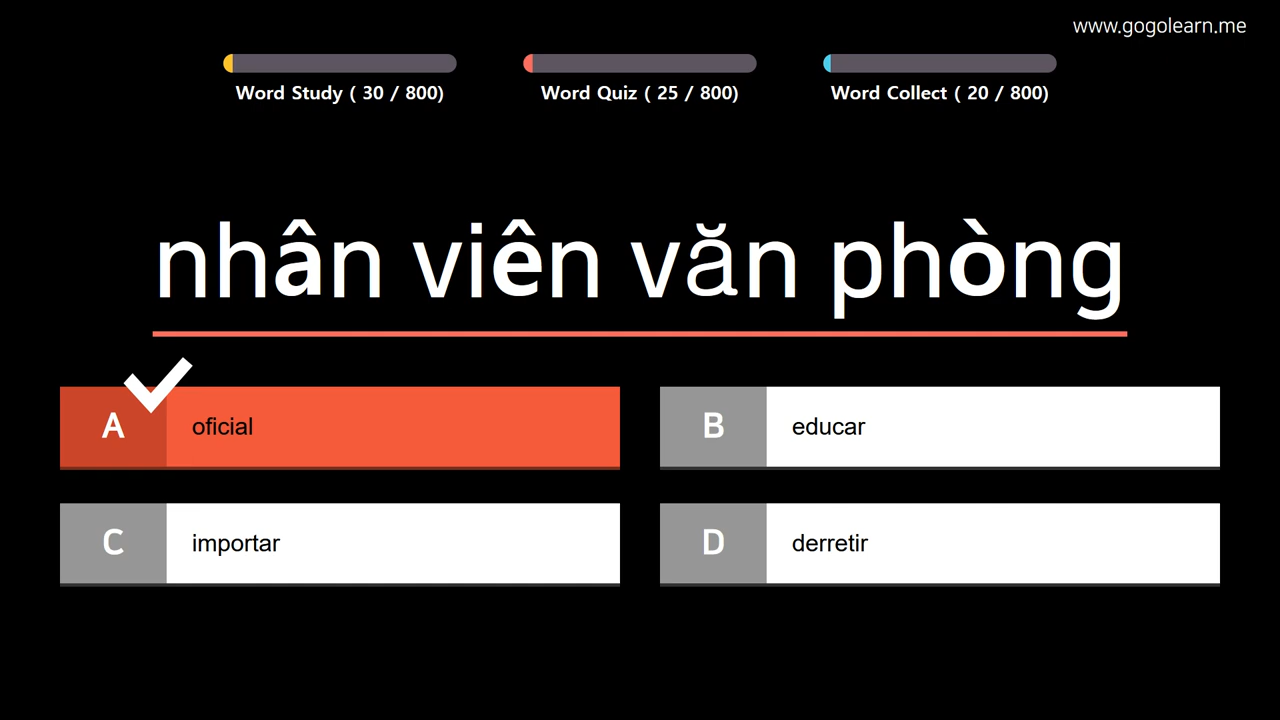 www.gogolearn.me
Word Study ( 30 / 800)
Word Quiz ( 25 / 800)
Word Collect ( 20 / 800)
nhân viên văn phòng
A oficial
B educar
C importar
D derretir